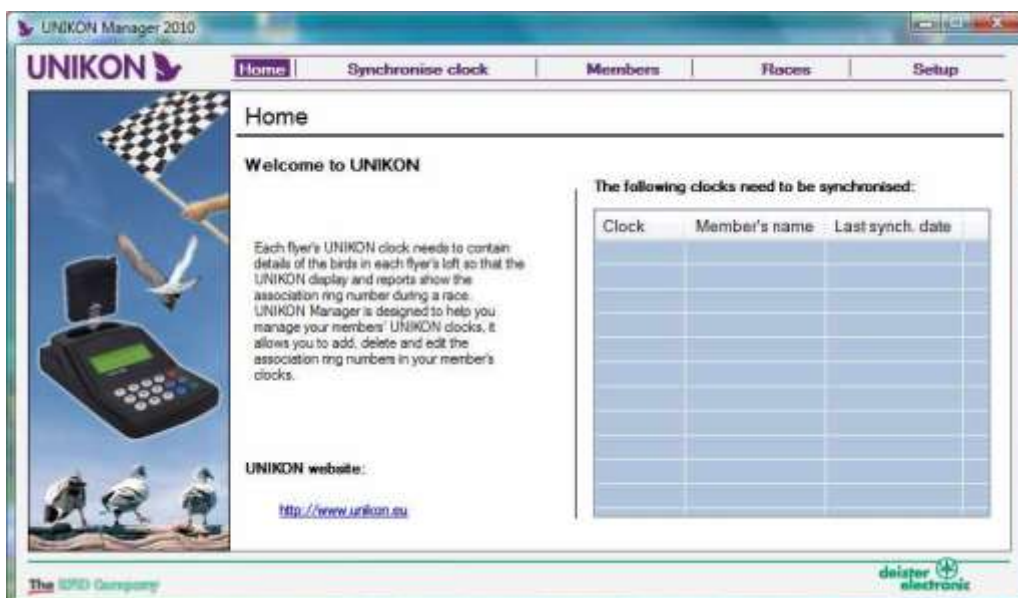 UNIKON Manager 2010
UNIKON
Home
Synchronise clock
Members
Races
Setup
Home
Welcome to UNIKON
Each flyer's UNIKON clock needs to contain
details of the birds in each flyer's loft so that the
UNIKON display and reports show the
association ring number during a race.
UNIKON Manager is designed to help you
manage your members' UNIKON clocks, it
allows you to add, delete and edit the
association ring numbers in your member's
clocks.
UNIKON website:
http://www.unikon.eu
The following clocks need to be synchronised:
Clock Member's name Last synch. date
The RFID Company
deister
electronic